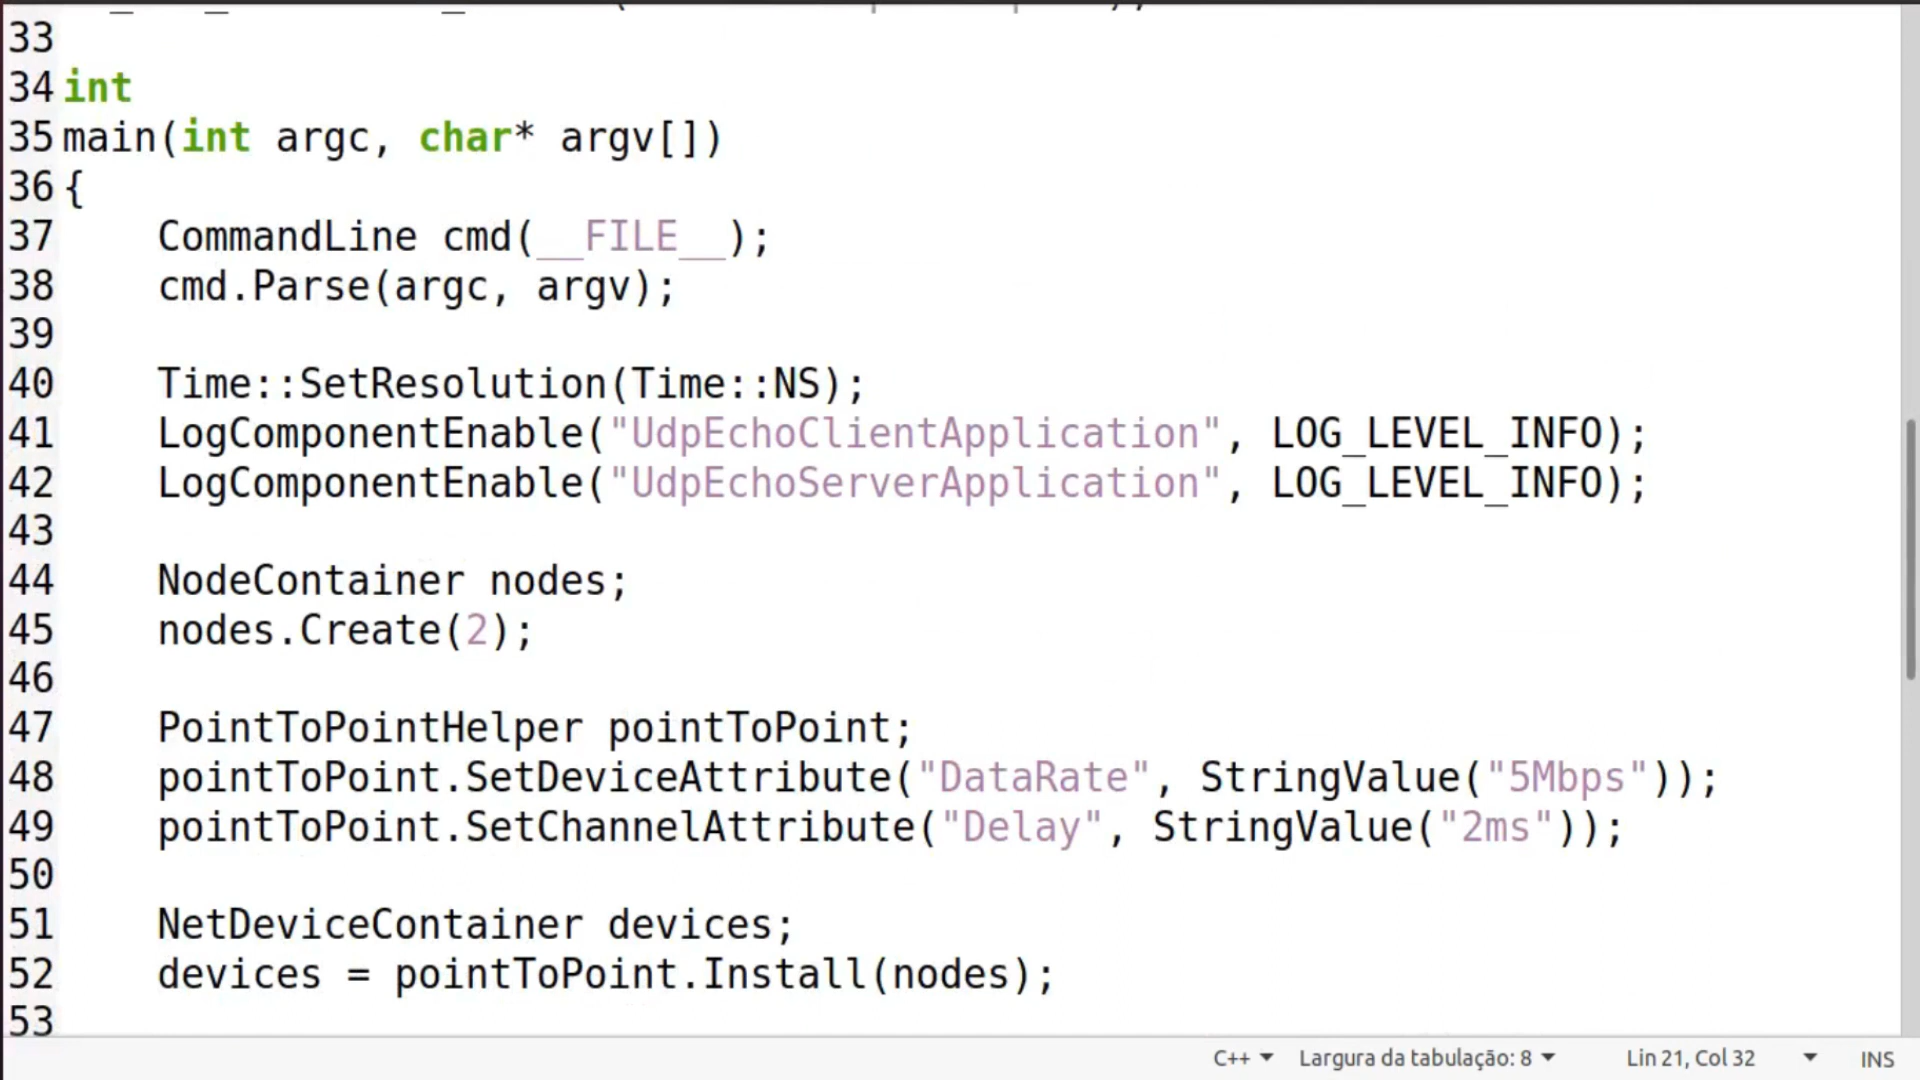 33
34 int
35 main(int argc, char* argv[])
36 {
37     CommandLine cmd(__FILE__);
38     cmd.Parse(argc, argv);
39
40     Time::SetResolution(Time::NS);
41     LogComponentEnable("UdpEchoClientApplication", LOG_LEVEL_INFO);
42     LogComponentEnable("UdpEchoServerApplication", LOG_LEVEL_INFO);
43
44     NodeContainer nodes;
45     nodes.Create(2);
46
47     PointToPointHelper pointToPoint;
48     pointToPoint.SetDeviceAttribute("DataRate", StringValue("5Mbps"));
49     pointToPoint.SetChannelAttribute("Delay", StringValue("2ms"));
50
51     NetDeviceContainer devices;
52     devices = pointToPoint.Install(nodes);
53
C++ Largura da tabulação: 8 Lin 21, Col 32 INS